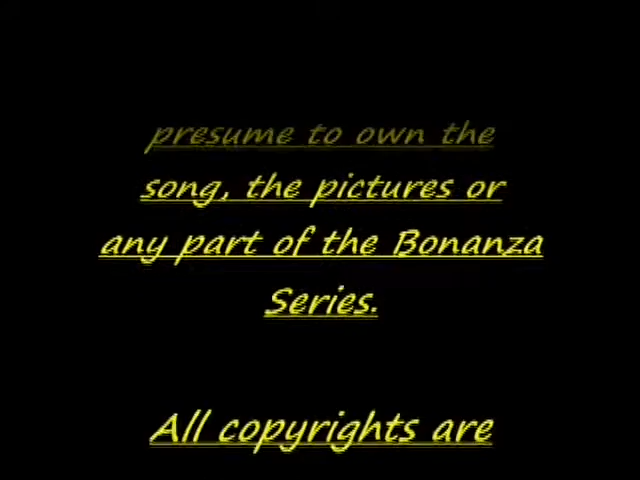 presume to own the
song, the pictures or
any part of the Bonanza
Series.
All copyrights are